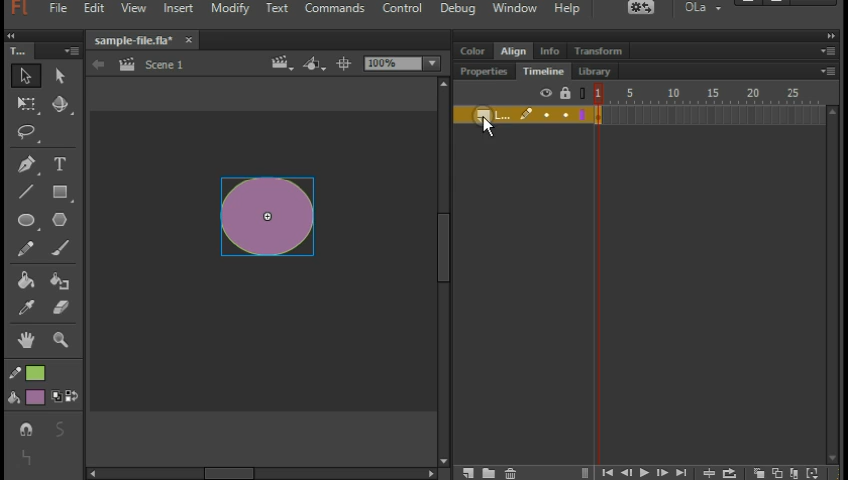 Fl File Edit View Insert Modify Text Commands Control Debug Window Help OLa
T... sample-file.fla* × Color Align Info Transform
Scene 1 100% Properties Timeline Library
1 5 10 15 20 25
L...
T